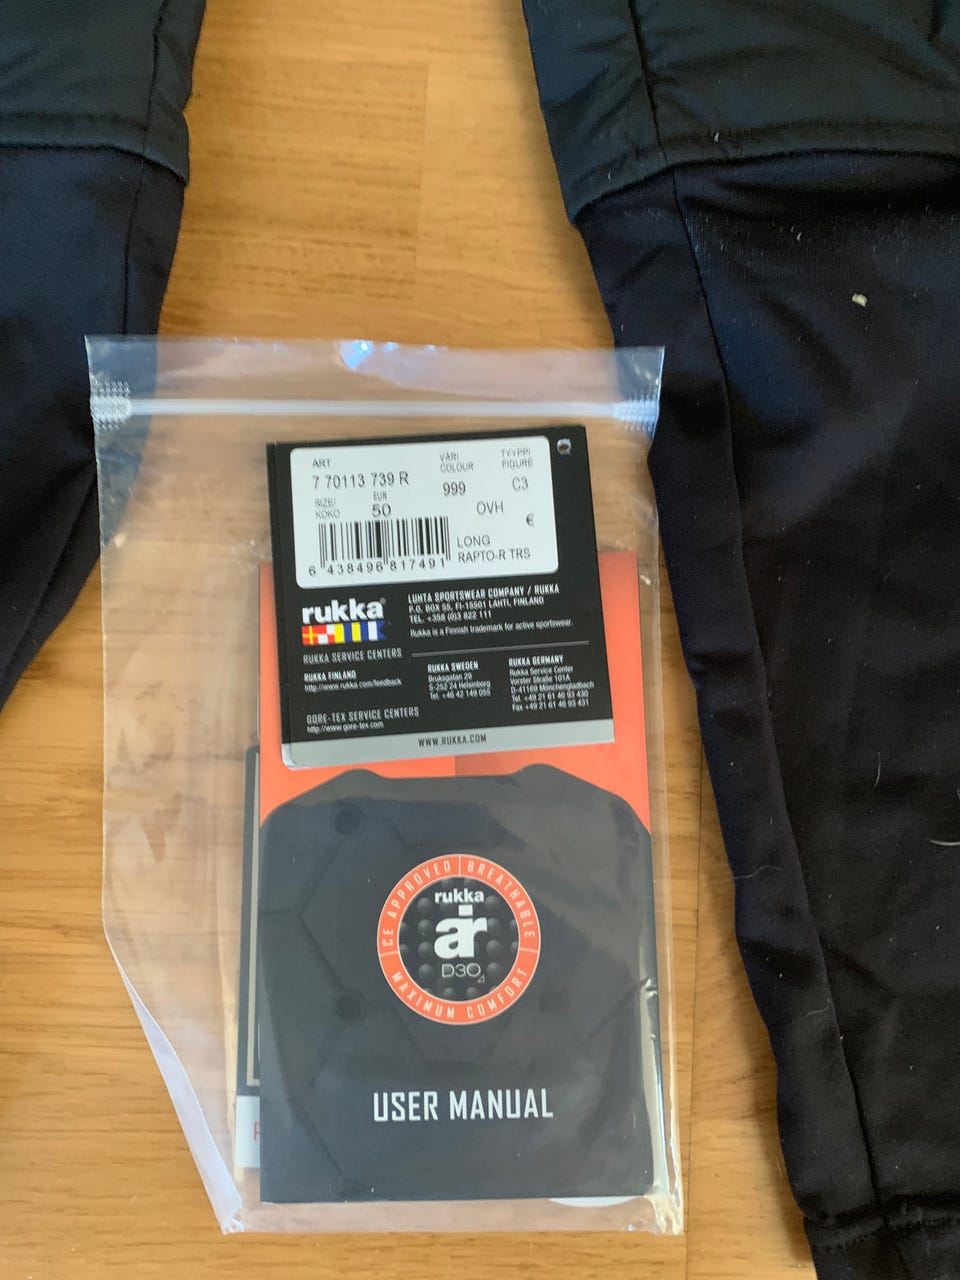 ART
VÄRI
COLOUR
TYYPPI
FIGURE
7 70113 739 R
999
C3
SIZE/
KOKO
EUR
50
OVH
€
LONG
RAPTO-R TRS
6 438496 817491
rukka®
LUHTA SPORTSWEAR COMPANY / RUKKA
P.O. BOX 55, FI-15501 LAHTI, FINLAND
TEL. +358 (0)3 822 111
Rukka is a Finnish trademark for active sportswear.
RUKKA SERVICE CENTERS
RUKKA FINLAND
http://www.rukka.com/feedback
RUKKA SWEDEN
Bruksgatan 29
S-252 24 Helsinborg
Tel. +46 42 149 055
RUKKA GERMANY
Rukka Service Center
Vorster Straße 101A
D-41169 Mönchengladbach
Tel. +49 21 61 46 93 430
Fax +49 21 61 46 93 431
GORE-TEX SERVICE CENTERS
http://www.gore-tex.com
WWW.RUKKA.COM
CE APPROVED | BREATHABLE | MAXIMUM COMFORT |
rukka
air
D3O
USER MANUAL